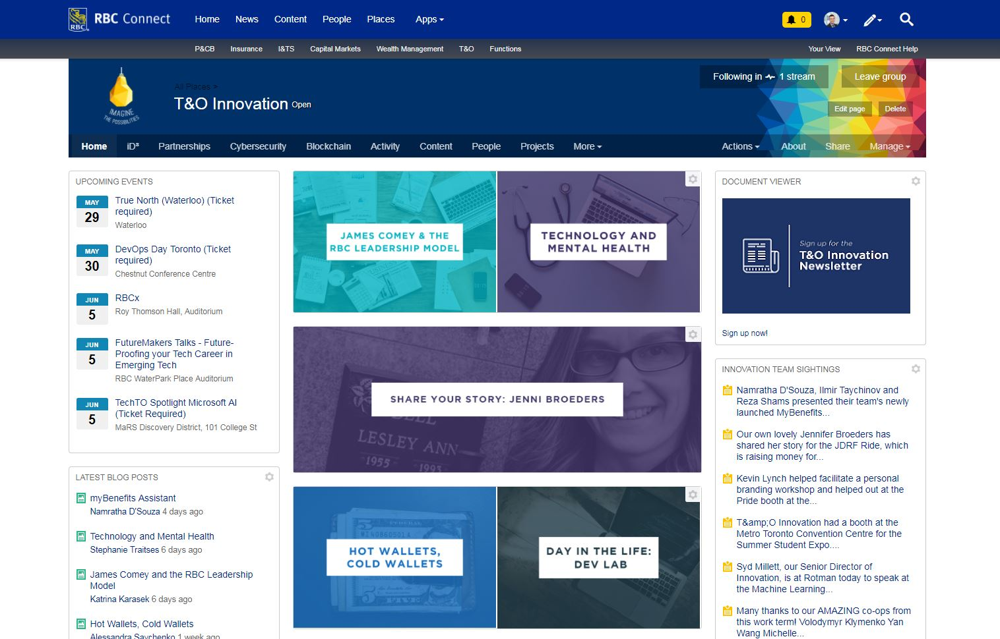 RBC
RBC Connect
Home News Content People Places Apps
0
P&CB Insurance I&TS Capital Markets Wealth Management T&O Functions Your View RBC Connect Help
IMAGINE
THE POSSIBILITIES
All Places >
T&O Innovation Open
Following in 1 stream
Leave group
Edit page
Delete
Home iD³ Partnerships Cybersecurity Blockchain Activity Content People Projects More Actions About Share Manage
UPCOMING EVENTS
MAY
29
True North (Waterloo) (Ticket
required)
Waterloo
MAY
30
DevOps Day Toronto (Ticket
required)
Chestnut Conference Centre
JUN
5
RBCx
Roy Thomson Hall, Auditorium
JUN
5
FutureMakers Talks - Future-
Proofing your Tech Career in
Emerging Tech
RBC WaterPark Place Auditorium
JUN
5
TechTO Spotlight Microsoft AI
(Ticket Required)
MaRS Discovery District, 101 College St
LATEST BLOG POSTS
myBenefits Assistant
Namratha D'Souza 4 days ago
Technology and Mental Health
Stephanie Traitses 6 days ago
James Comey and the RBC Leadership
Model
Katrina Karasek 6 days ago
Hot Wallets, Cold Wallets
Alessandra Saychenko 1 week ago
JAMES COMEY & THE
RBC LEADERSHIP MODEL
TECHNOLOGY AND
MENTAL HEALTH
SHARE YOUR STORY: JENNI BROEDERS
LESLEY ANN
1955 1993
HOT WALLETS,
COLD WALLETS
DAY IN THE LIFE:
DEV LAB
DOCUMENT VIEWER
Sign up for the
T&O Innovation
Newsletter
Sign up now!
INNOVATION TEAM SIGHTINGS
Namratha D'Souza, Ilmir Taychinov and
Reza Shams presented their team's newly
launched MyBenefits...
Our own lovely Jennifer Broeders has
shared her story for the JDRF Ride, which
is raising money for...
Kevin Lynch helped facilitate a personal
branding workshop and helped out at the
Pride booth at the...
T&amp;O Innovation had a booth at the
Metro Toronto Convention Centre for the
Summer Student Expo....
Syd Millett, our Senior Director of
Innovation, is at Rotman today to speak at
the Machine Learning...
Many thanks to our AMAZING co-ops from
this work term! Volodymyr Klymenko Yan
Wang Michelle...